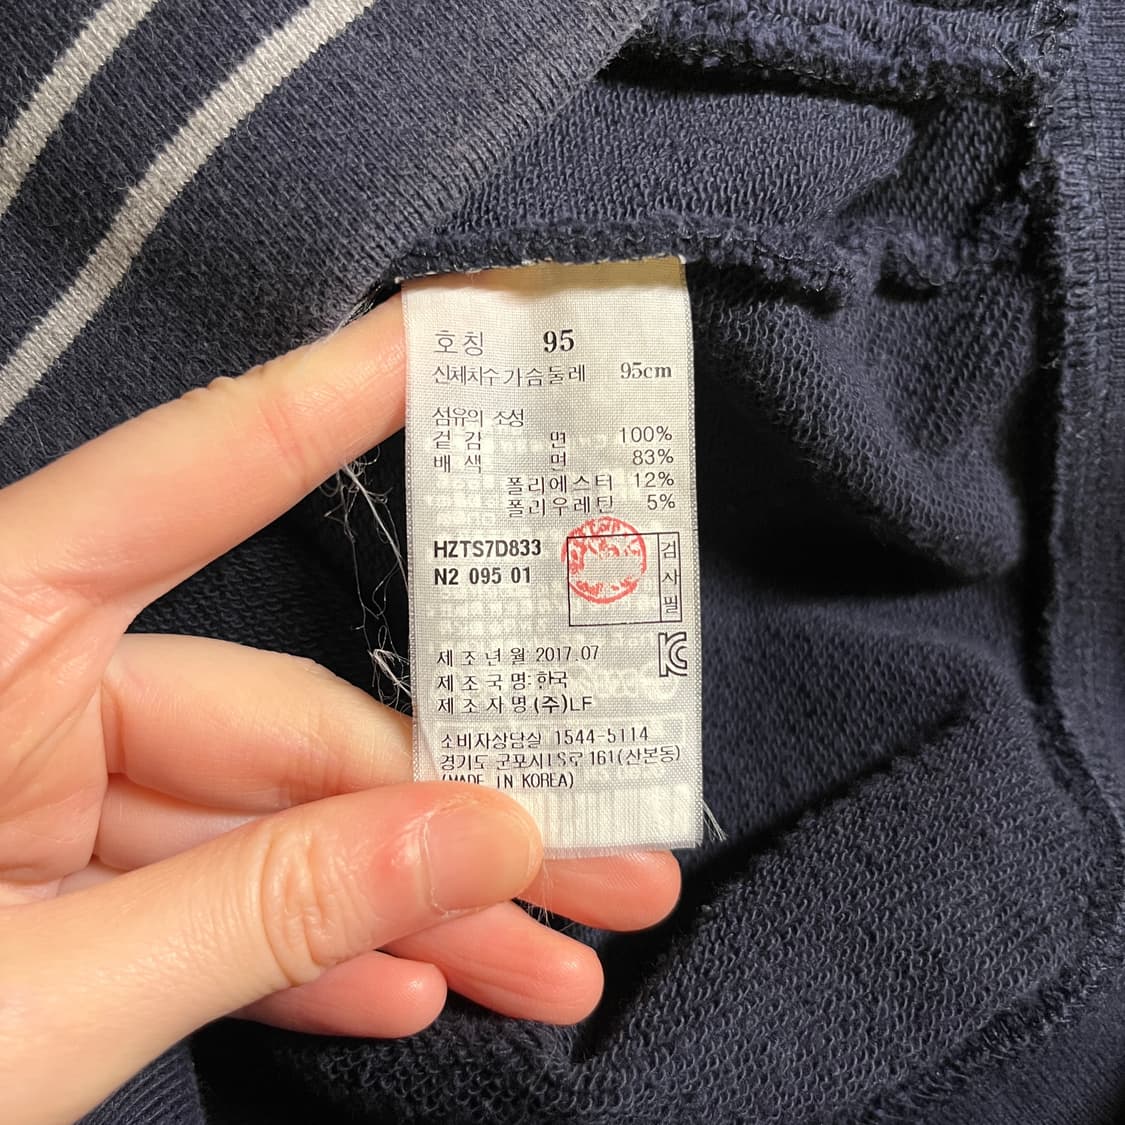 호칭 95
신체치수 가슴둘레 95cm
섬유의 조성
겉 감 면 100%
배 색 면 83%
폴리에스터 12%
폴리우레탄 5%
HZTS7D833
N2 095 01
검사필
제 조 년 월 2017.07
제 조 국 명: 한국
제 조 자 명 (주)LF
소비자상담실 1544-5114
경기도 군포시 LS로 161(산본동)
(MADE IN KOREA)